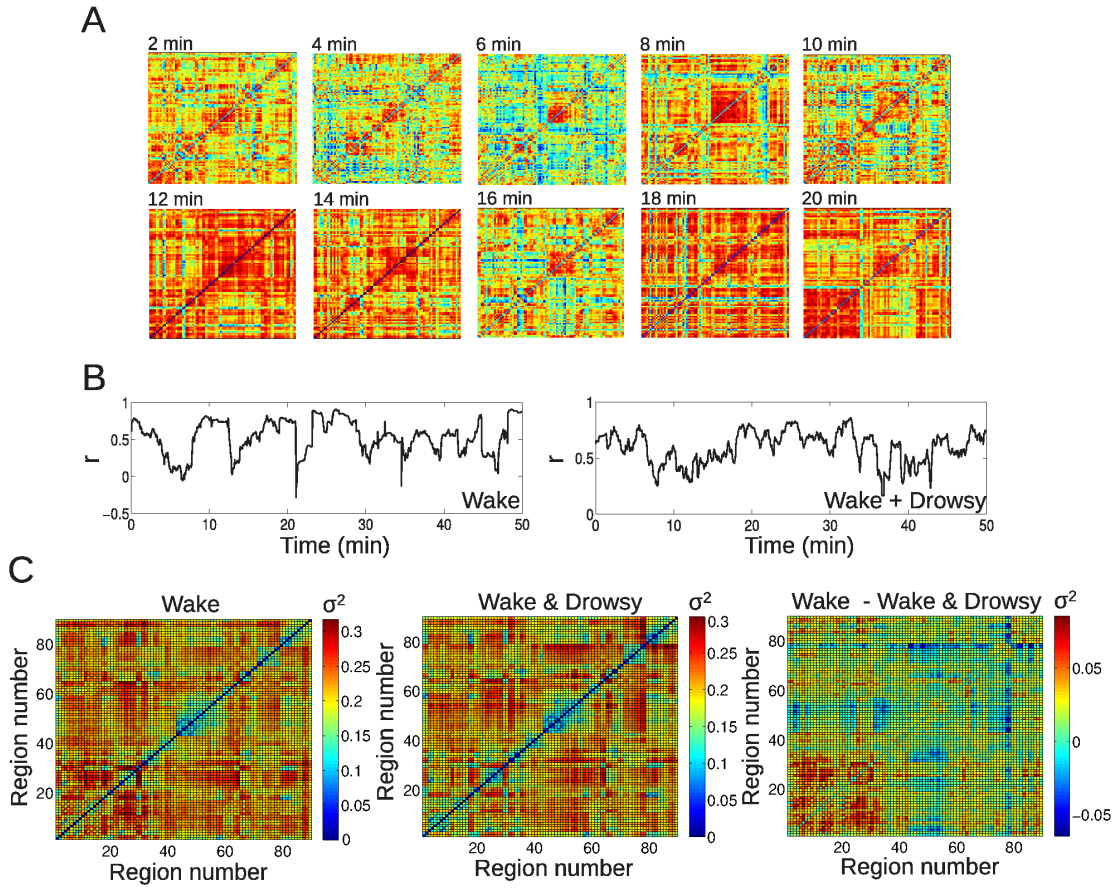 A
2 min 4 min 6 min 8 min 10 min
12 min 14 min 16 min 18 min 20 min
B
1
0.5
0
−0.5
r
Wake
0 10 20 30 40 50
Time (min)
1
0.5
0
r
Wake + Drowsy
0 10 20 30 40 50
Time (min)
C
Wake σ2
Region number
80
60
40
20
20 40 60 80
Region number
0.3
0.25
0.2
0.15
0.1
0.05
0
Wake & Drowsy σ2
Region number
80
60
40
20
20 40 60 80
Region number
0.3
0.25
0.2
0.15
0.1
0.05
0
Wake - Wake & Drowsy σ2
Region number
80
60
40
20
20 40 60 80
Region number
0.05
0
−0.05